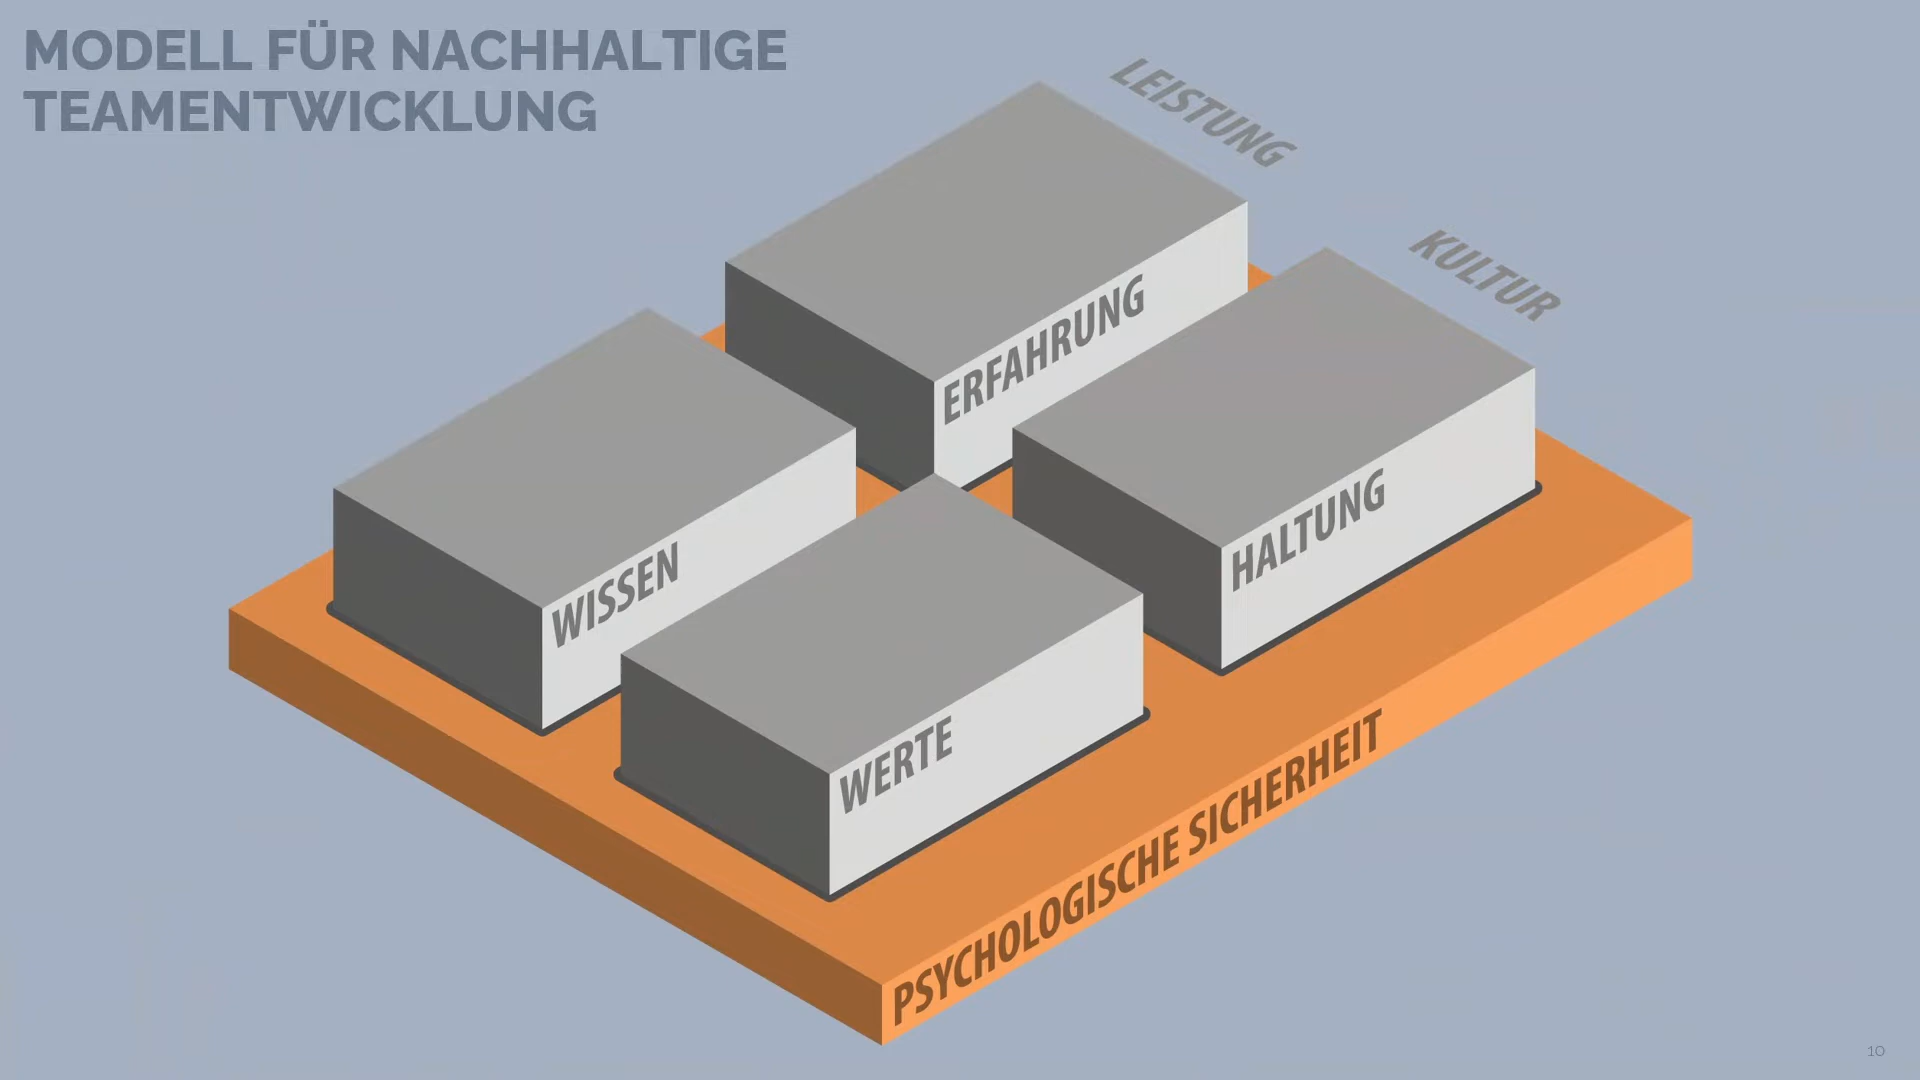 MODELL FÜR NACHHALTIGE
TEAMENTWICKLUNG
LEISTUNG
KULTUR
ERFAHRUNG
HALTUNG
WISSEN
WERTE
PSYCHOLOGISCHE SICHERHEIT
10